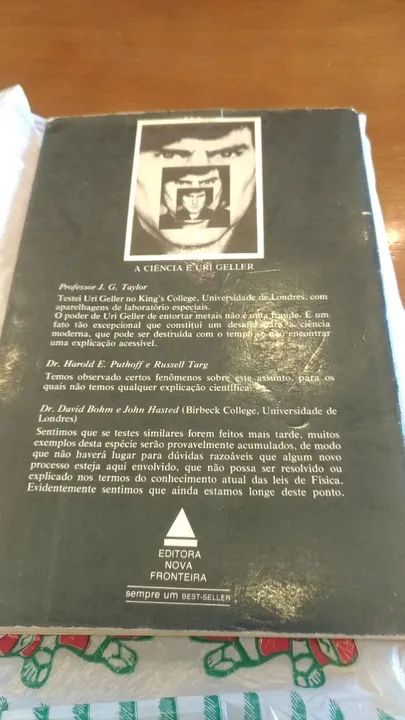 A CIÊNCIA E URI GELLER
Professor J. G. Taylor
Testei Uri Geller no King's College, Universidade de Londres, com
aparelhagens de laboratório especiais.
O poder de Uri Geller de entortar metais não é uma fraude. É um
fato tão excepcional que constitui um desafio para a ciência
moderna, que pode ser destruída com o tempo se não encontrar
uma explicação acessível.
Dr. Harold E. Puthoff e Russell Targ
Temos observado certos fenômenos sobre este assunto, para os
quais não temos qualquer explicação científica.
Dr. David Bohm e John Hasted (Birbeck College, Universidade de
Londres)
Sentimos que se testes similares forem feitos mais tarde, muitos
exemplos desta espécie serão provavelmente acumulados, de modo
que não haverá lugar para dúvidas razoáveis que algum novo
processo esteja aqui envolvido, que não possa ser resolvido ou
explicado nos termos do conhecimento atual das leis de Física.
Evidentemente sentimos que ainda estamos longe deste ponto.
EDITORA
NOVA
FRONTEIRA
sempre um BEST-SELLER